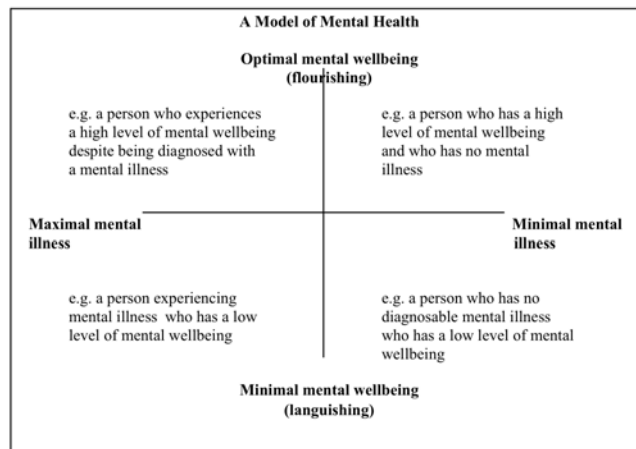 A Model of Mental Health
Optimal mental wellbeing
(flourishing)
e.g. a person who experiences
a high level of mental wellbeing
despite being diagnosed with
a mental illness
e.g. a person who has a high
level of mental wellbeing
and who has no mental
illness
Maximal mental
illness
Minimal mental
illness
e.g. a person experiencing
mental illness who has a low
level of mental wellbeing
e.g. a person who has no
diagnosable mental illness
who has a low level of mental
wellbeing
Minimal mental wellbeing
(languishing)